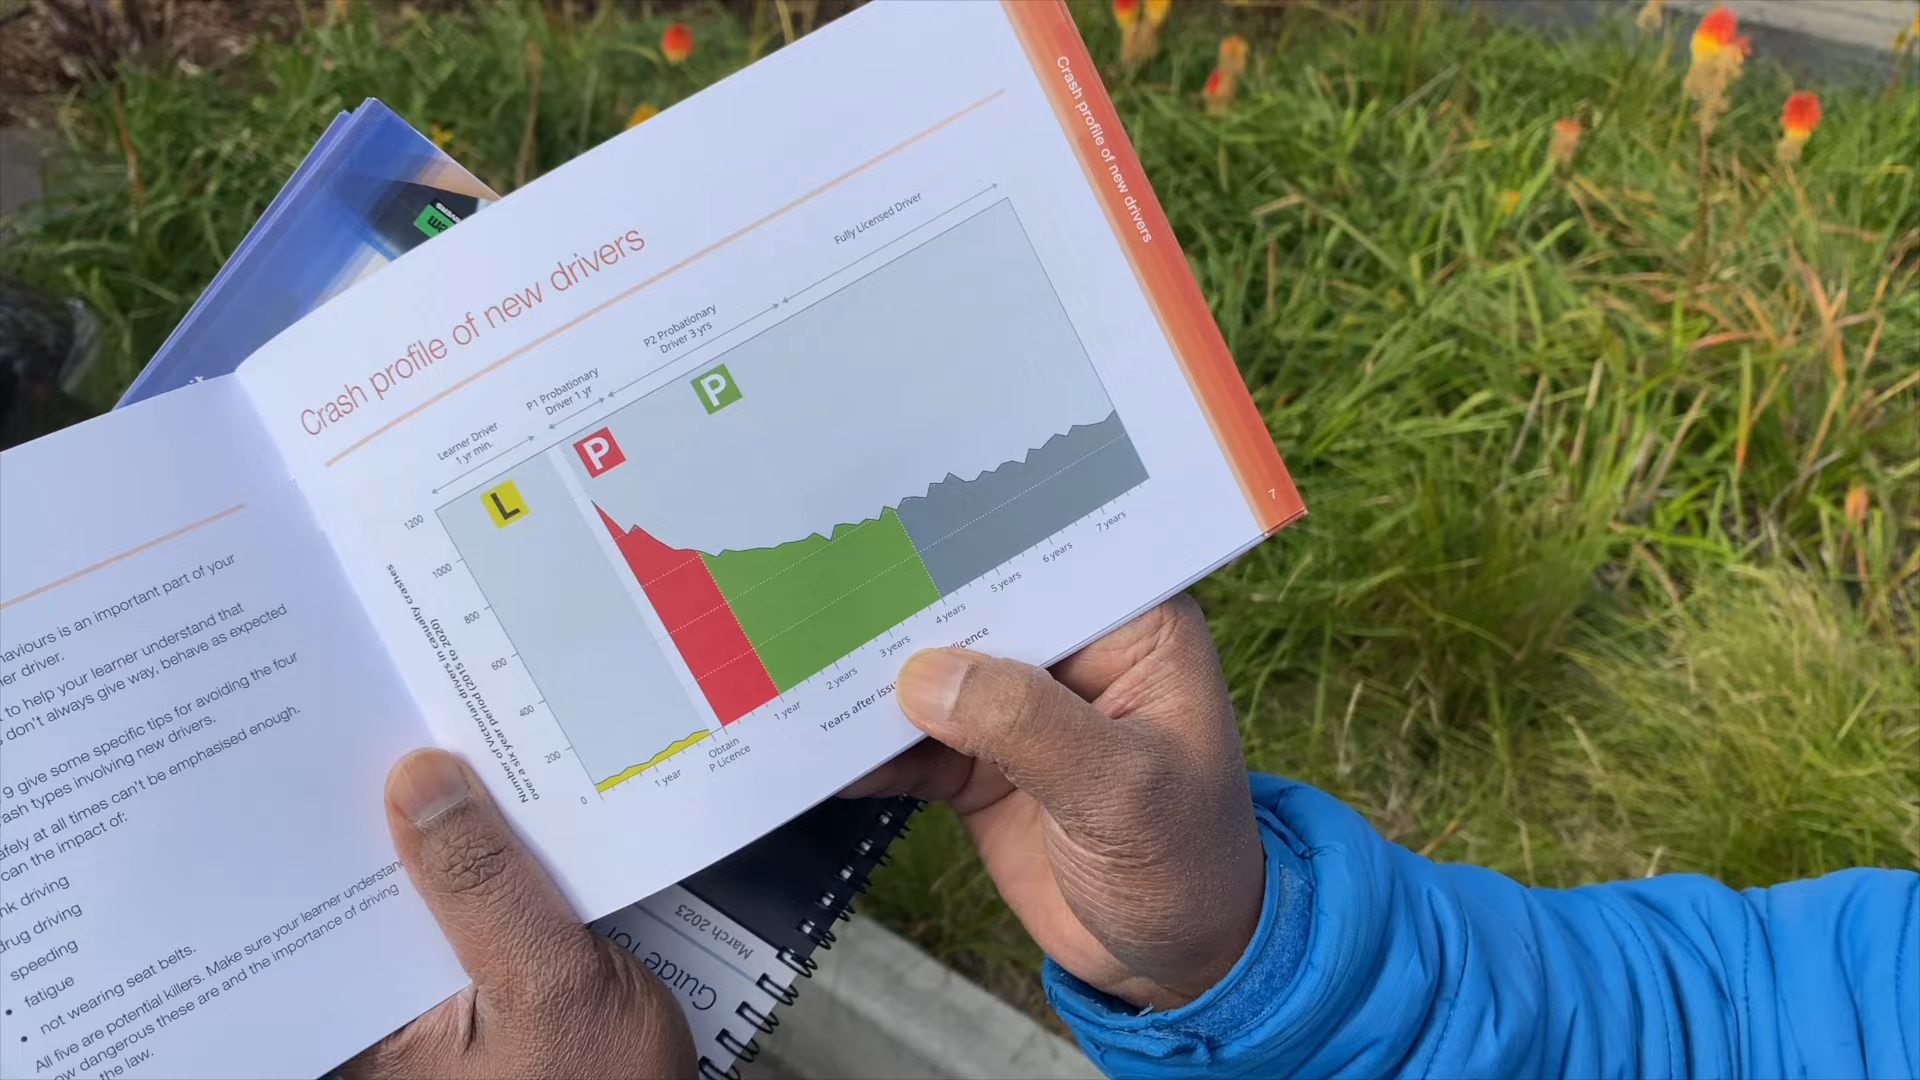 haviours is an important part of your
er driver.
to help your learner understand that
don't always give way, behave as expected
9 give some specific tips for avoiding the four
ash types involving new drivers.
afely at all times can't be emphasised enough.
can the impact of:
nk driving
drug driving
speeding
• fatigue
• not wearing seat belts.
All five are potential killers. Make sure your learner understan
ow dangerous these are and the importance of driving
the law.
Crash profile of new drivers
Learner Driver
1 yr min.
P1 Probationary
Driver 1 yr
P2 Probationary
Driver 3 yrs
Fully Licensed Driver
L
P
P
Number of Victorian drivers in casualty crashes
over a six year period (2015 to 2020)
1200
1000
800
600
400
200
0
1 year
Obtain
P Licence
1 year
2 years
3 years
4 years
5 years
6 years
7 years
Years after issu licence
Crash profile of new drivers
7
March 2023
Guide for